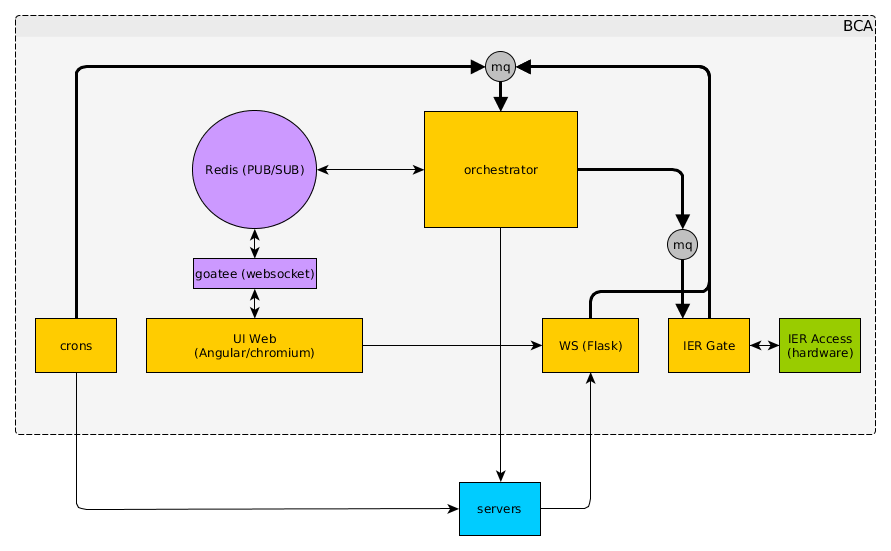 BCA
mq
Redis (PUB/SUB)
orchestrator
mq
goatee (websocket)
crons
UI Web
(Angular/chromium)
WS (Flask)
IER Gate
IER Access
(hardware)
servers